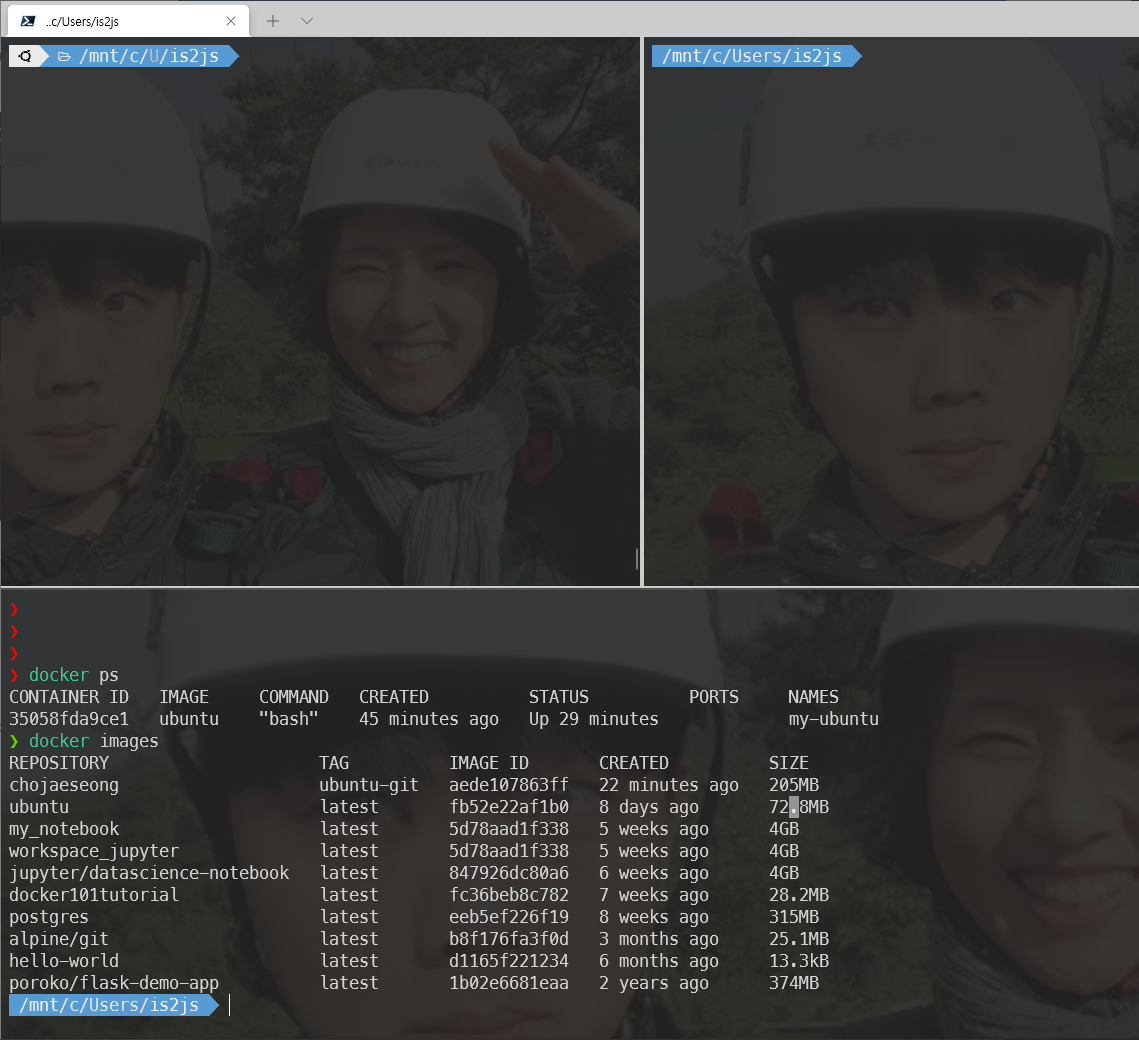 ..c/Users/is2js
/mnt/c/U/is2js
/mnt/c/Users/is2js
❯
❯
❯
❯ docker ps
CONTAINER ID   IMAGE     COMMAND   CREATED          STATUS          PORTS     NAMES
35058fda9ce1   ubuntu    "bash"    45 minutes ago   Up 29 minutes             my-ubuntu
❯ docker images
REPOSITORY                     TAG          IMAGE ID       CREATED          SIZE
chojaeseong                    ubuntu-git   aede107863ff   22 minutes ago   205MB
ubuntu                         latest       fb52e22af1b0   8 days ago       72.8MB
my_notebook                    latest       5d78aad1f338   5 weeks ago      4GB
workspace_jupyter              latest       5d78aad1f338   5 weeks ago      4GB
jupyter/datascience-notebook   latest       847926dc80a6   6 weeks ago      4GB
docker101tutorial              latest       fc36beb8c782   7 weeks ago      28.2MB
postgres                       latest       eeb5ef226f19   8 weeks ago      315MB
alpine/git                     latest       b8f176fa3f0d   3 months ago     25.1MB
hello-world                    latest       d1165f221234   6 months ago     13.3kB
poroko/flask-demo-app          latest       1b02e6681eaa   2 years ago      374MB
/mnt/c/Users/is2js